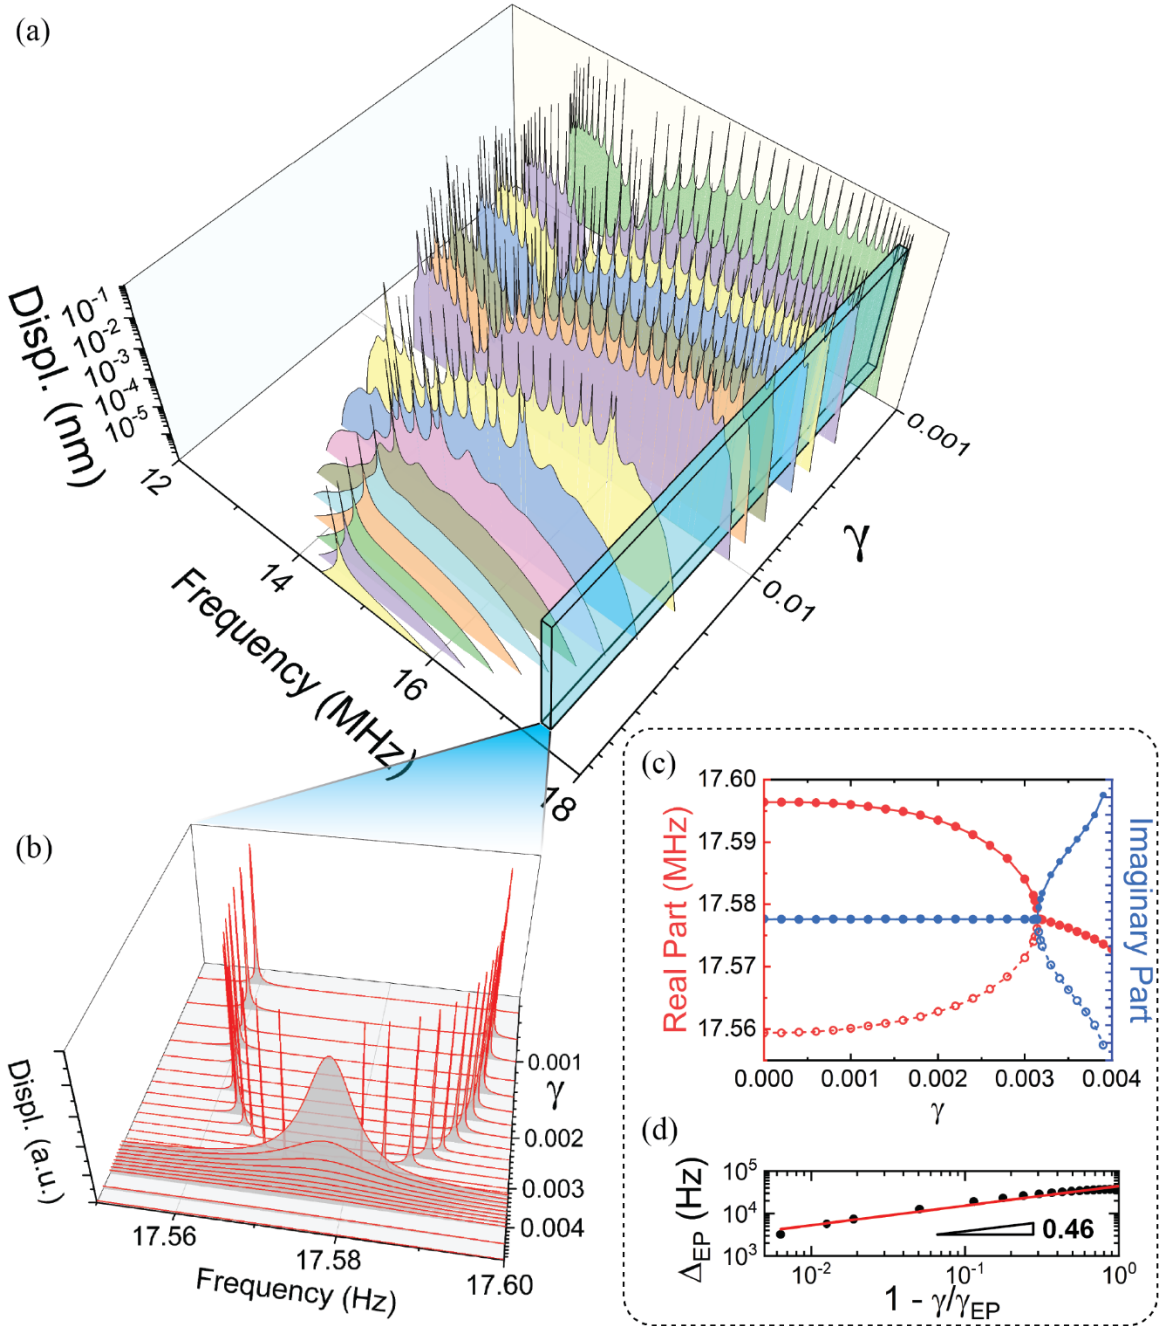 (a)
Displ. (nm)
10-1
10-2
10-3
10-4
10-5
12
14
16
18
Frequency (MHz)
0.001
0.01
γ
(b)
Displ. (a.u.)
17.56
17.58
17.60
Frequency (Hz)
0.001
0.002
0.003
0.004
γ
(c)
Real Part (MHz)
17.60
17.59
17.58
17.57
17.56
Imaginary Part
0.000 0.001 0.002 0.003 0.004
γ
(d)
ΔEP (Hz)
105
104
103
0.46
10-2 10-1 100
1 - γ/γEP